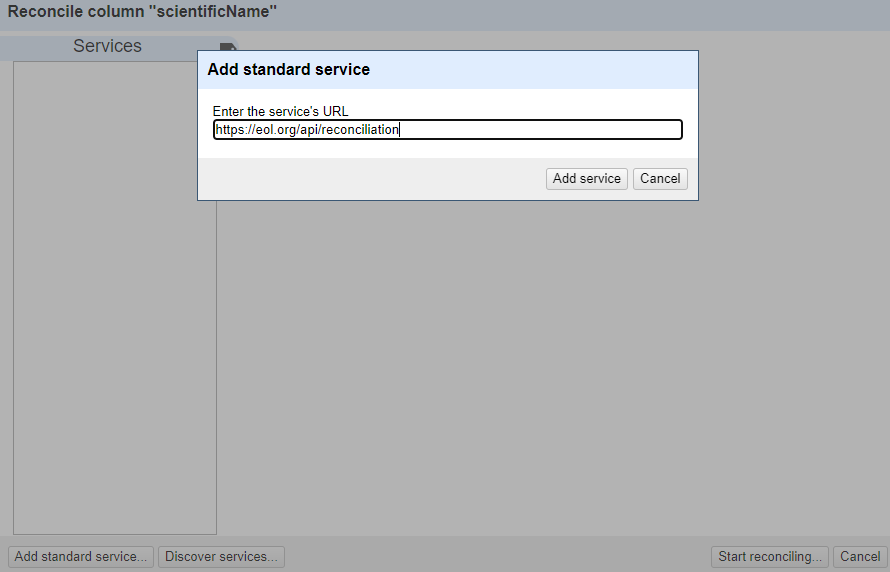 Reconcile column "scientificName"
Services
Add standard service
Enter the service's URL
https://eol.org/api/reconciliation
Add service Cancel
Add standard service... Discover services... Start reconciling... Cancel